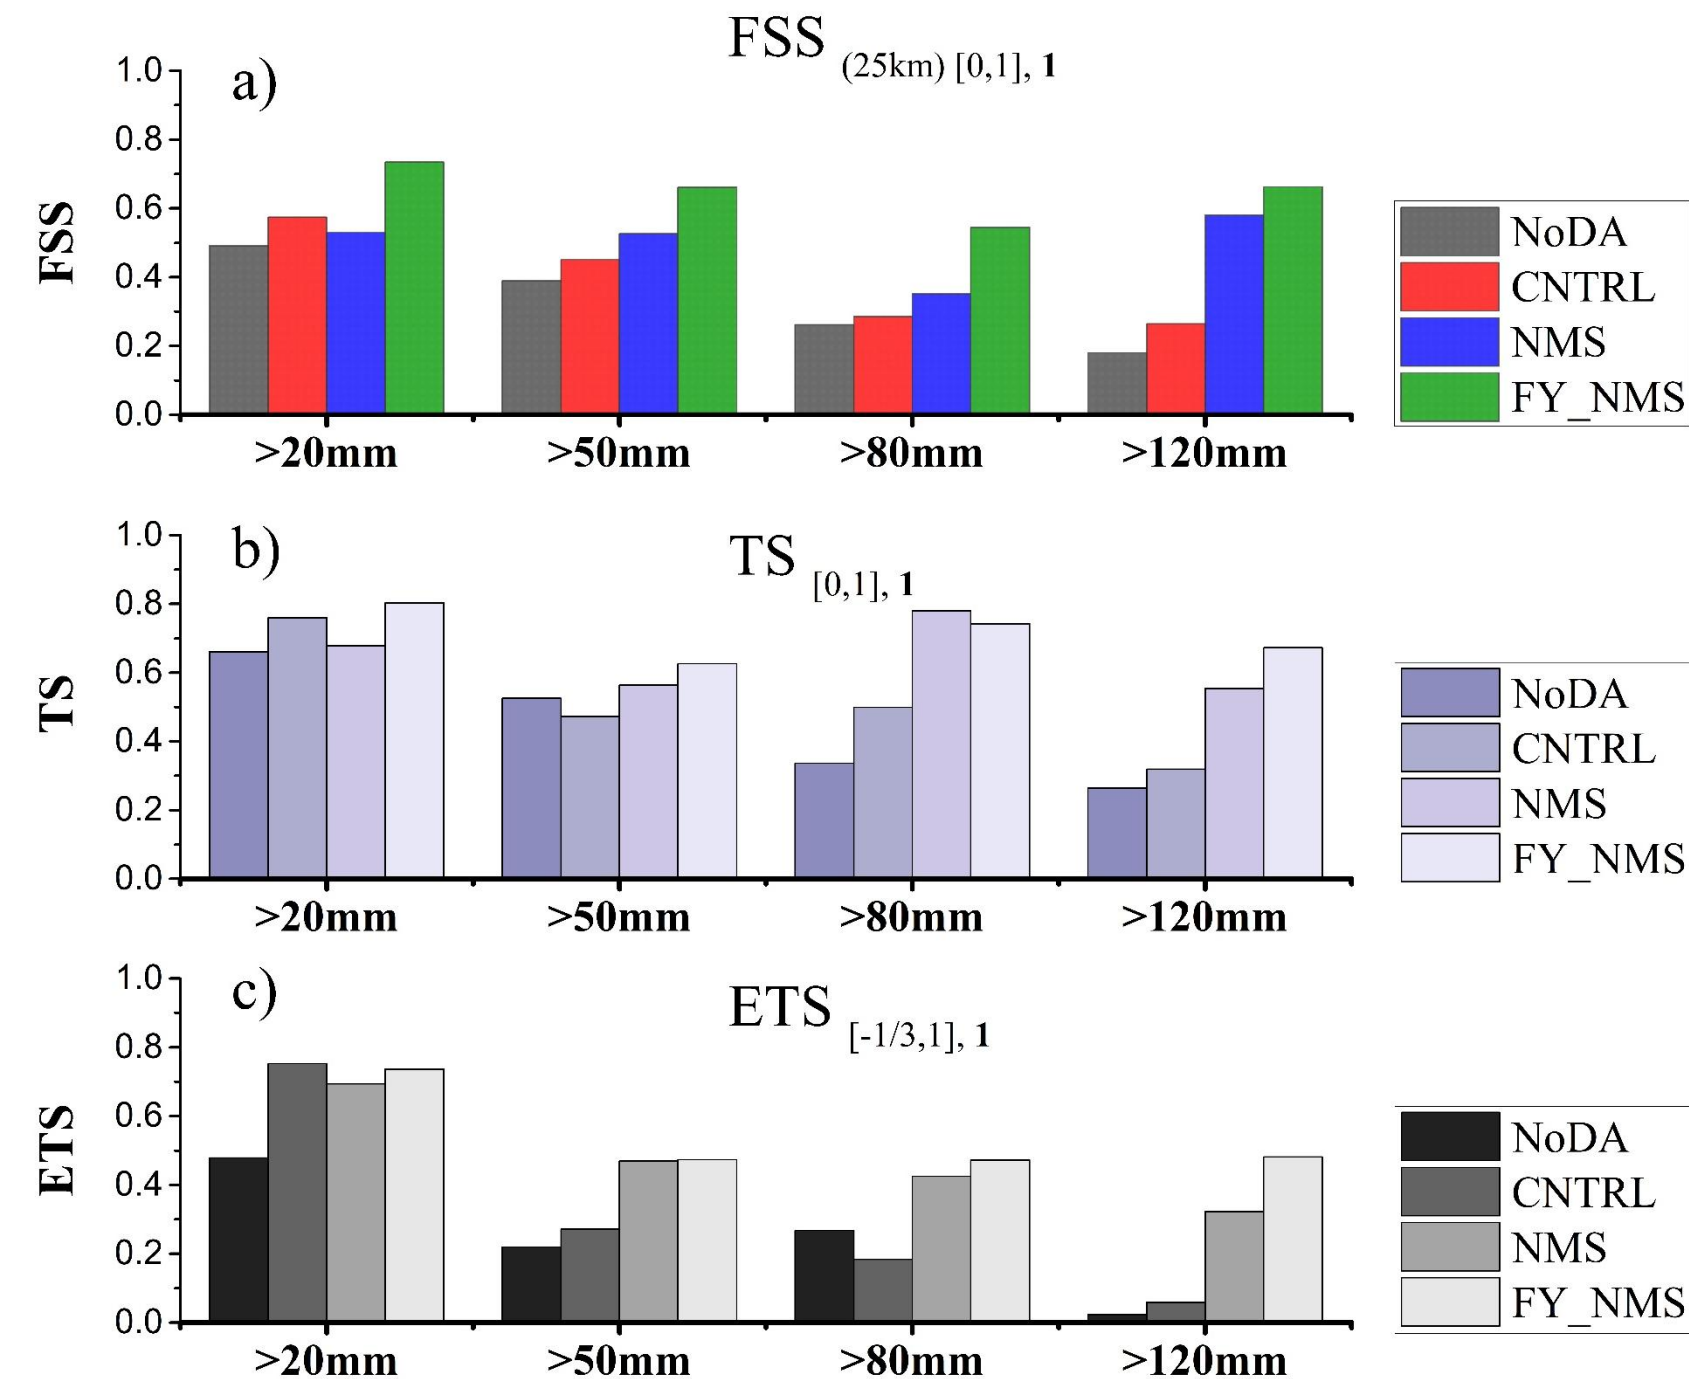 FSS (25km) [0,1], 1
a)
1.0
0.8
0.6
0.4
0.2
0.0
FSS
>20mm >50mm >80mm >120mm
NoDA
CNTRL
NMS
FY_NMS
TS [0,1], 1
b)
1.0
0.8
0.6
0.4
0.2
0.0
TS
>20mm >50mm >80mm >120mm
NoDA
CNTRL
NMS
FY_NMS
ETS [-1/3,1], 1
c)
1.0
0.8
0.6
0.4
0.2
0.0
ETS
>20mm >50mm >80mm >120mm
NoDA
CNTRL
NMS
FY_NMS